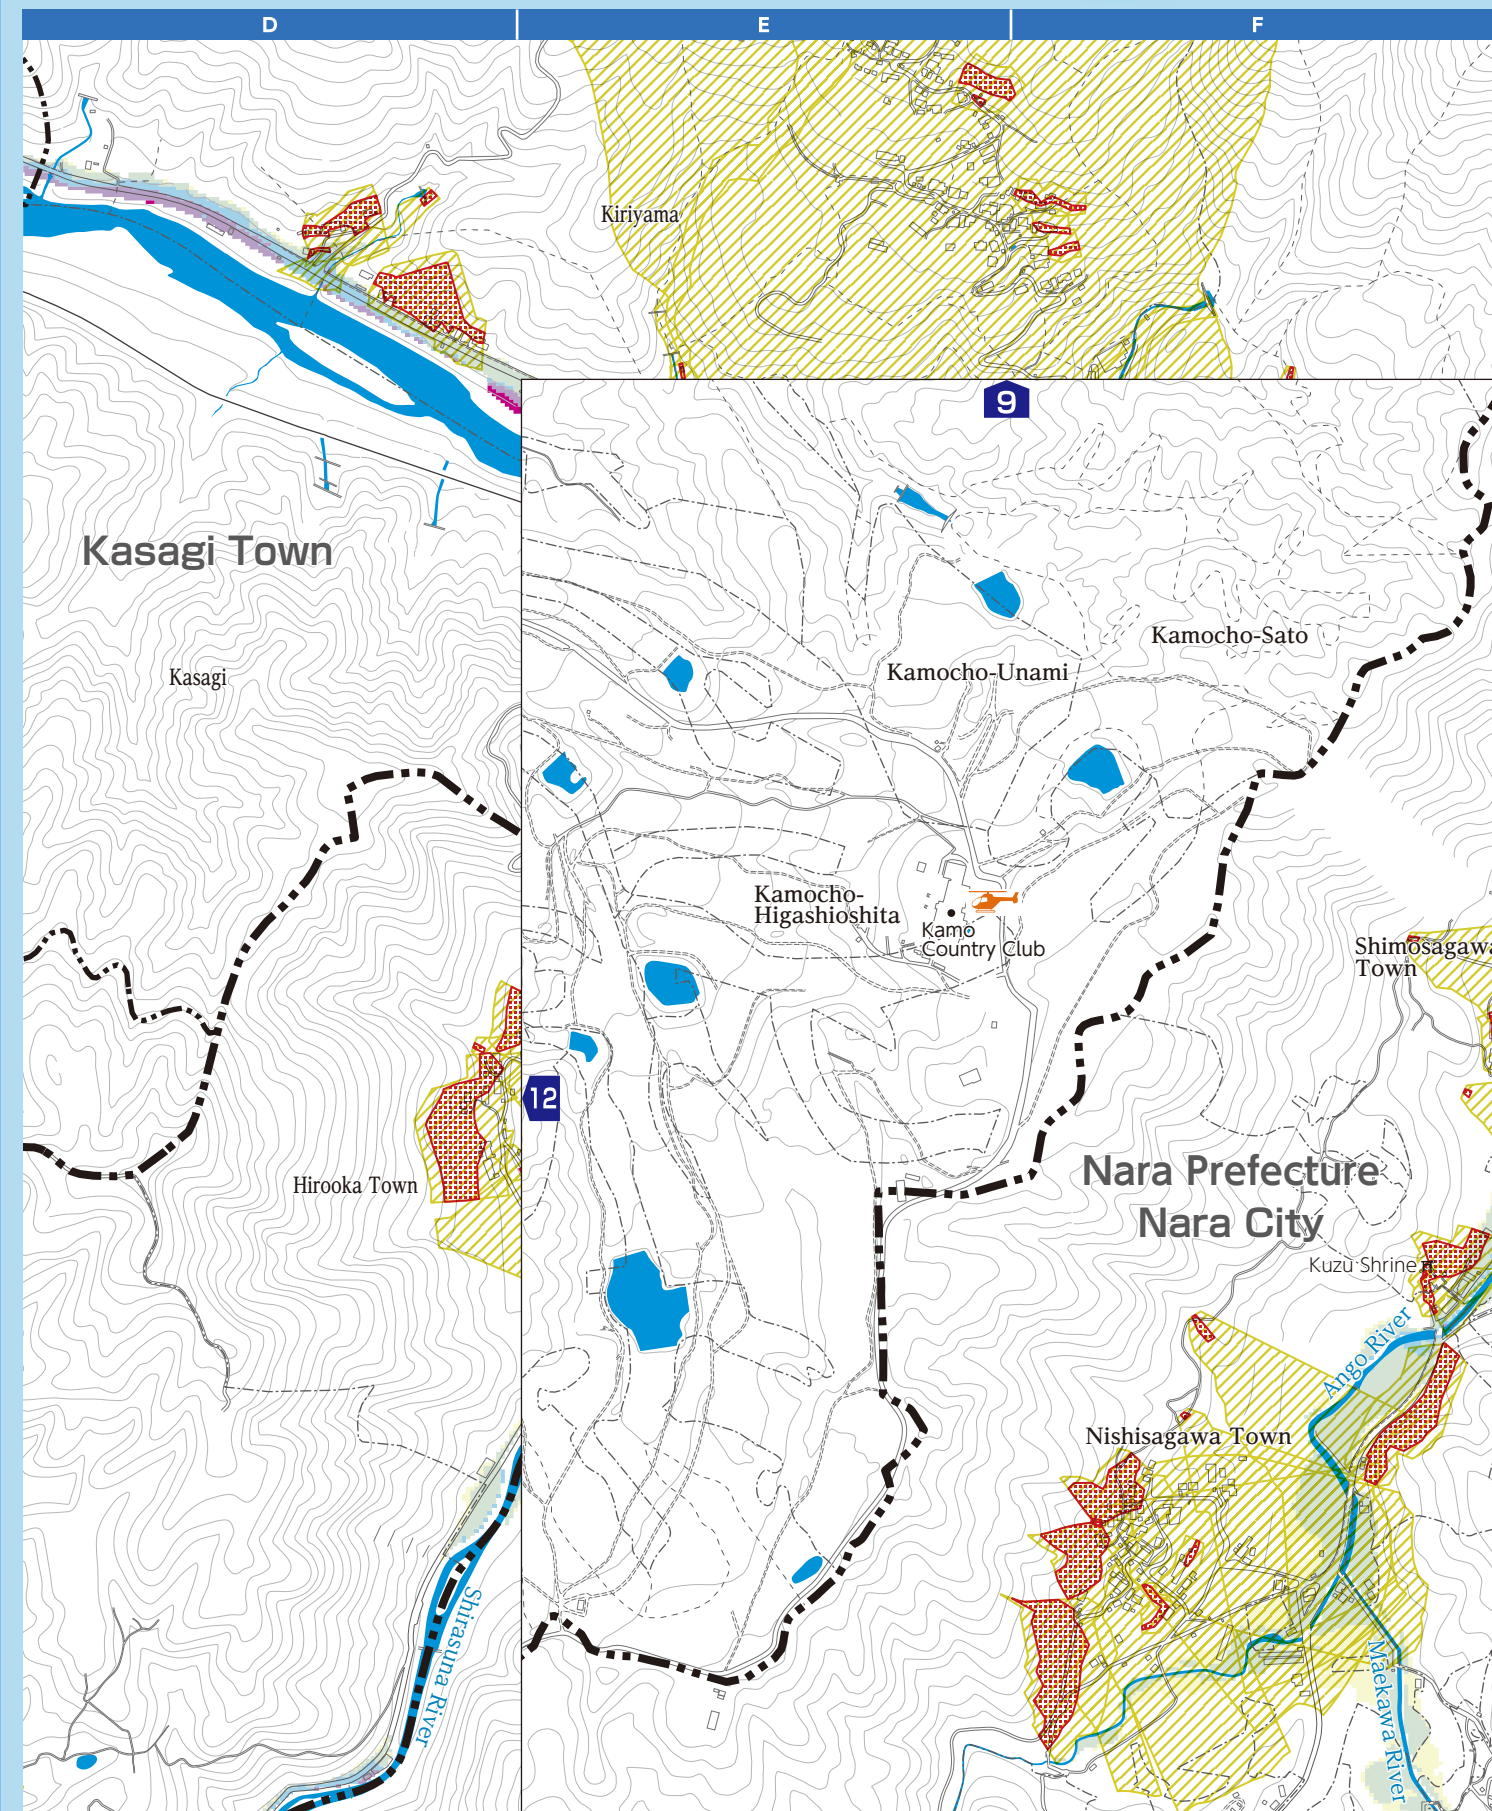 D
E
F
Kiriyama
9
Kasagi Town
Kamocho-Sato
Kamocho-Unami
Kasagi
Kamocho-
Higashioshita
Kamo
Country Club
Shimosagawa
Town
12
Nara Prefecture
Nara City
Hirooka Town
Kuzu Shrine
Ango River
Nishisagawa Town
Shirasuna River
Maekawa River